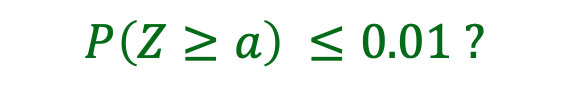 P(Z ≥ a) ≤ 0.01 ?